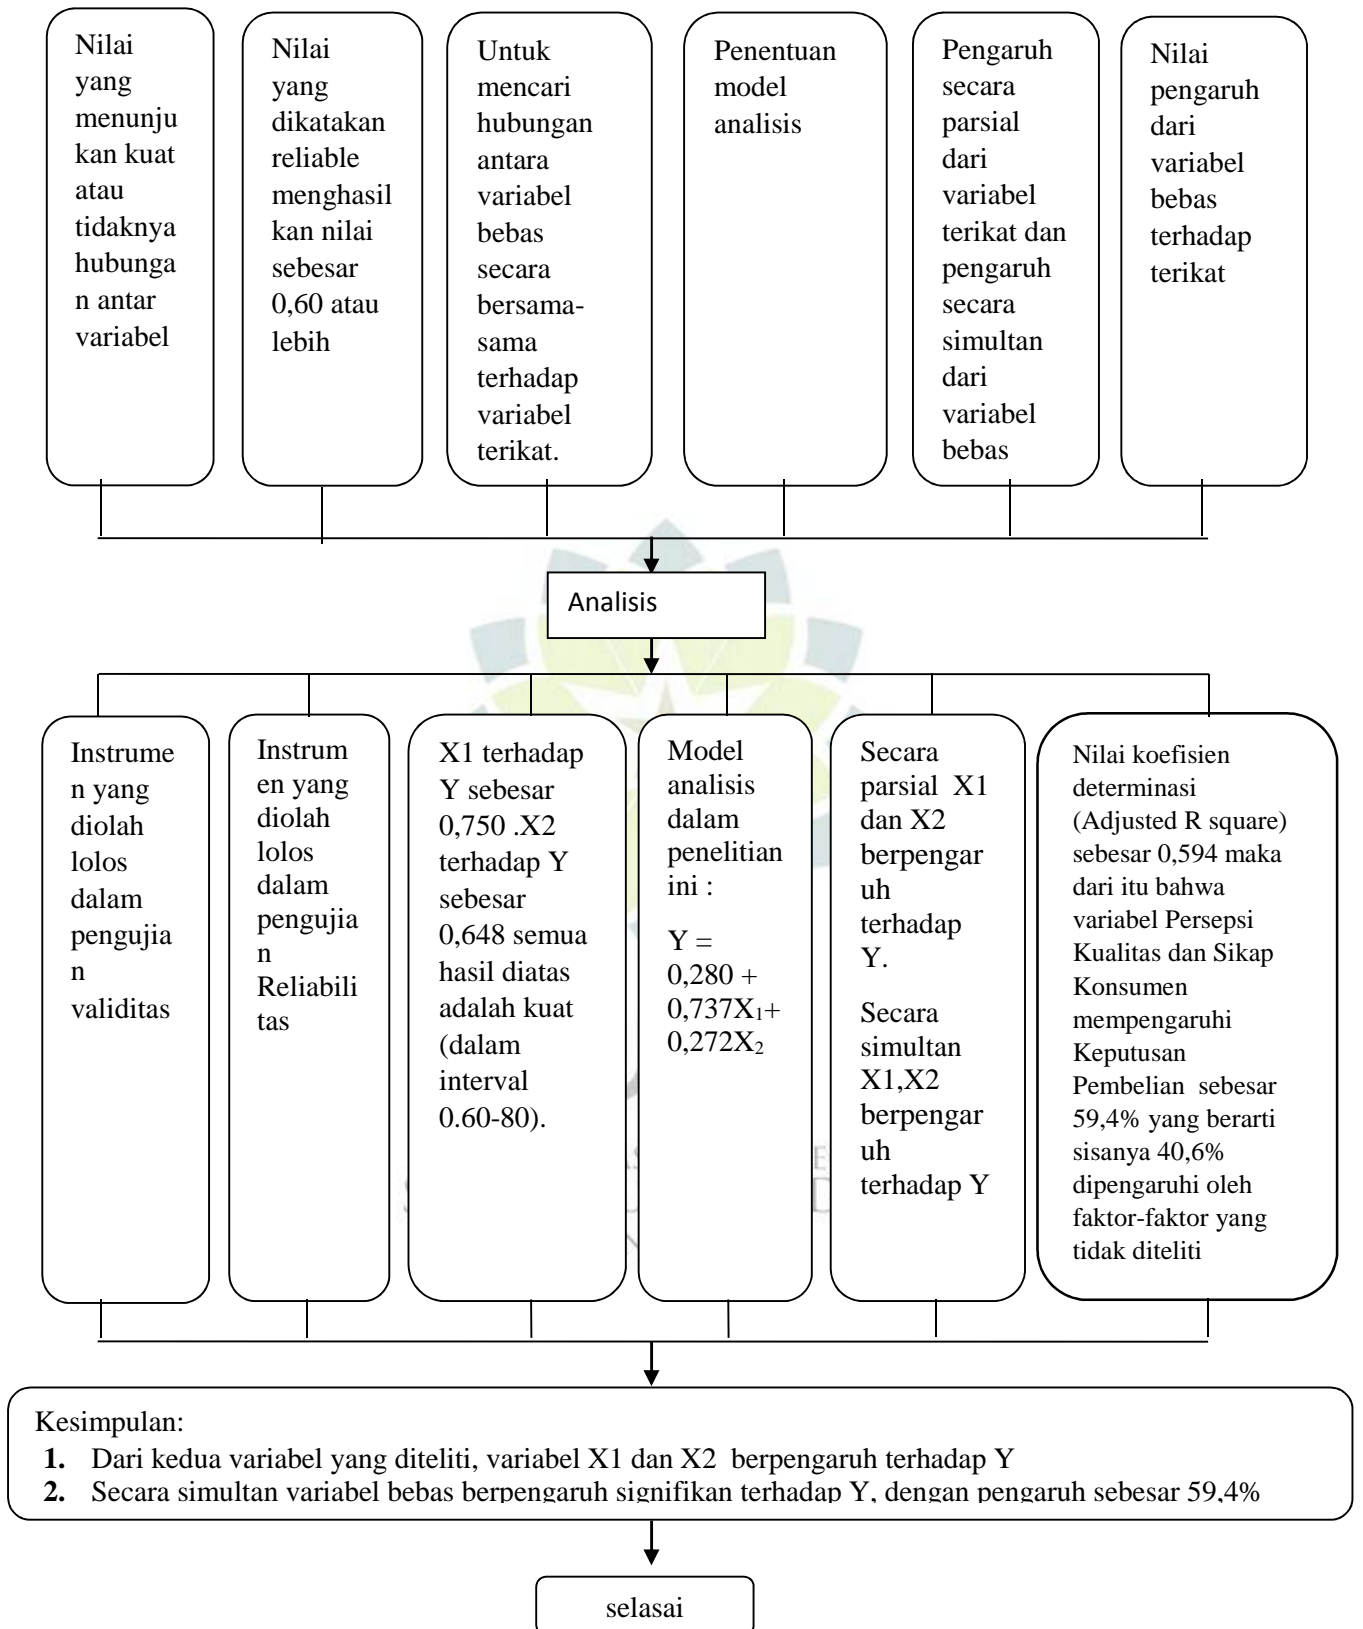 Nilai
yang
menunju
kan kuat
atau
tidaknya
hubunga
n antar
variabel
Nilai
yang
dikatakan
reliable
menghasil
kan nilai
sebesar
0,60 atau
lebih
Untuk
mencari
hubungan
antara
variabel
bebas
secara
bersama-
sama
terhadap
variabel
terikat.
Penentuan
model
analisis
Pengaruh
secara
parsial
dari
variabel
terikat dan
pengaruh
secara
simultan
dari
variabel
bebas
Nilai
pengaruh
dari
variabel
bebas
terhadap
terikat
Analisis
Instrume
n yang
diolah
lolos
dalam
pengujia
n
validitas
Instrum
en yang
diolah
lolos
dalam
pengujia
n
Reliabili
tas
X1 terhadap
Y sebesar
0,750 .X2
terhadap Y
sebesar
0,648 semua
hasil diatas
adalah kuat
(dalam
interval
0.60-80).
Model
analisis
dalam
penelitian
ini :
Y =
0,280 +
0,737X₁+
0,272X₂
Secara
parsial X1
dan X2
berpengar
uh
terhadap
Y.
Secara
simultan
X1,X2
berpengar
uh
terhadap Y
Nilai koefisien
determinasi
(Adjusted R square)
sebesar 0,594 maka
dari itu bahwa
variabel Persepsi
Kualitas dan Sikap
Konsumen
mempengaruhi
Keputusan
Pembelian sebesar
59,4% yang berarti
sisanya 40,6%
dipengaruhi oleh
faktor-faktor yang
tidak diteliti
Kesimpulan:
1. Dari kedua variabel yang diteliti, variabel X1 dan X2 berpengaruh terhadap Y
2. Secara simultan variabel bebas berpengaruh signifikan terhadap Y, dengan pengaruh sebesar 59,4%
selasai